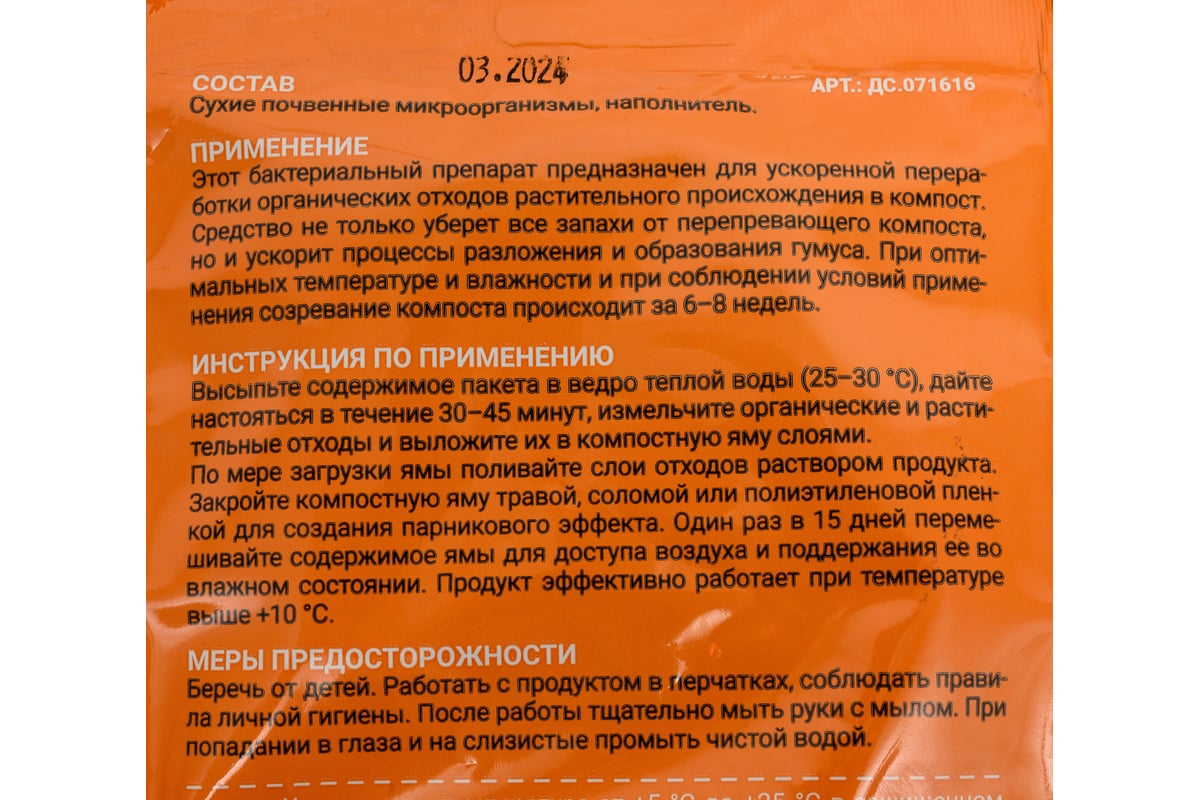 03.2024
СОСТАВ
АРТ.: ДС.071616
Сухие почвенные микроорганизмы, наполнитель.
ПРИМЕНЕНИЕ
Этот бактериальный препарат предназначен для ускоренной перера-
ботки органических отходов растительного происхождения в компост.
Средство не только уберет все запахи от перепревающего компоста,
но и ускорит процессы разложения и образования гумуса. При опти-
мальных температуре и влажности и при соблюдении условий приме-
нения созревание компоста происходит за 6–8 недель.
ИНСТРУКЦИЯ ПО ПРИМЕНЕНИЮ
Высыпьте содержимое пакета в ведро теплой воды (25–30 °C), дайте
настояться в течение 30–45 минут, измельчите органические и расти-
тельные отходы и выложите их в компостную яму слоями.
По мере загрузки ямы поливайте слои отходов раствором продукта.
Закройте компостную яму травой, соломой или полиэтиленовой плен-
кой для создания парникового эффекта. Один раз в 15 дней переме-
шивайте содержимое ямы для доступа воздуха и поддержания ее во
влажном состоянии. Продукт эффективно работает при температуре
выше +10 °C.
МЕРЫ ПРЕДОСТОРОЖНОСТИ
Беречь от детей. Работать с продуктом в перчатках, соблюдать прави-
ла личной гигиены. После работы тщательно мыть руки с мылом. При
попадании в глаза и на слизистые промыть чистой водой.
от +5 °C до +25 °C в защищенном